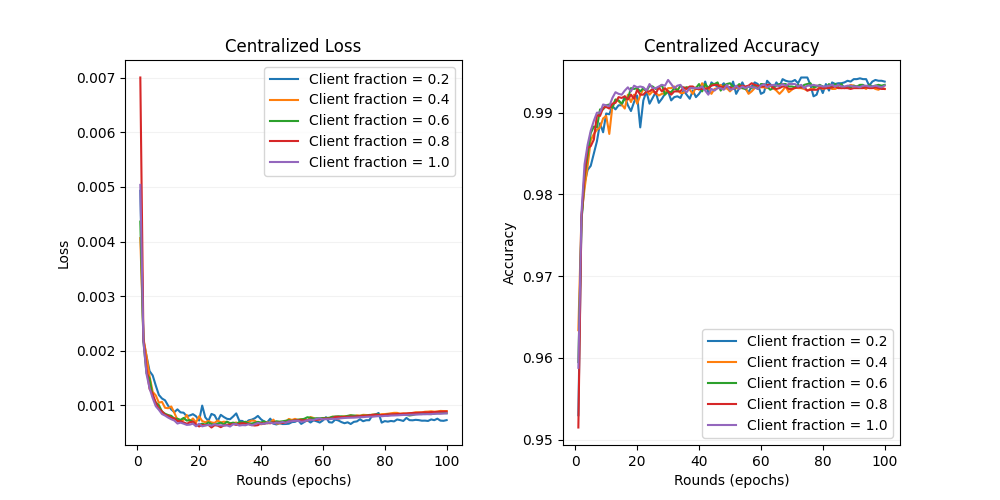 Centralized Loss
0.007
0.006
0.005
0.004
0.003
0.002
0.001
Loss
0 20 40 60 80 100
Rounds (epochs)
Client fraction = 0.2
Client fraction = 0.4
Client fraction = 0.6
Client fraction = 0.8
Client fraction = 1.0
Centralized Accuracy
0.99
0.98
0.97
0.96
0.95
Accuracy
0 20 40 60 80 100
Rounds (epochs)
Client fraction = 0.2
Client fraction = 0.4
Client fraction = 0.6
Client fraction = 0.8
Client fraction = 1.0